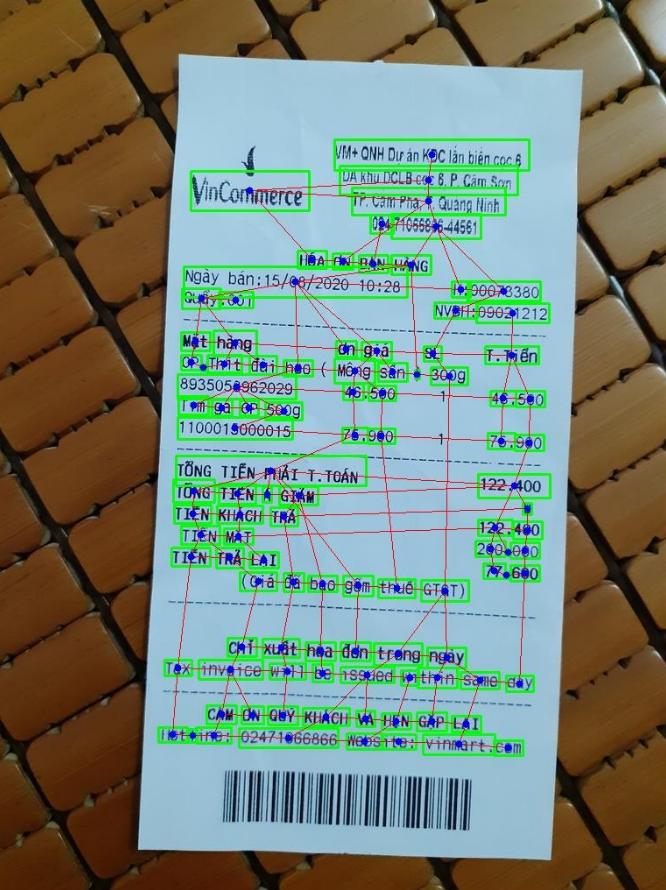 VinCommerce
VM+ QNH Dự án KDC lấn biển cọc 6
DA khu DCLB cọc 6, P. Cẩm Sơn
TP. Cẩm Phả, T. Quảng Ninh
024-71066866-44561
HÓA ĐƠN BÁN HÀNG
Ngày bán:15/08/2020 10:28
Quầy:001
NVBH:09021212
Mặt hàng Đơn giá SL T.Tiền
CP Thịt đùi heo ( Mông sấn ) 300g
8935050962029 46.500 1 46.500
Tim gà CP 500g
1100015000015 75.900 1 75.900
TỔNG TIỀN PHẢI T.TOÁN 122.400
TỔNG TIỀN ĐÃ GIẢM
TIỀN KHÁCH TRẢ 122.400
TIỀN MẶT 200.000
TIỀN TRẢ LẠI 77.600
(Giá đã bao gồm thuế GTGT)
Chỉ xuất hóa đơn trong ngày
Tax invoice will be issued within same day
CẢM ƠN QUÝ KHÁCH VÀ HẸN GẶP LẠI
Hotline: 02471066866 Website: vinmart.com